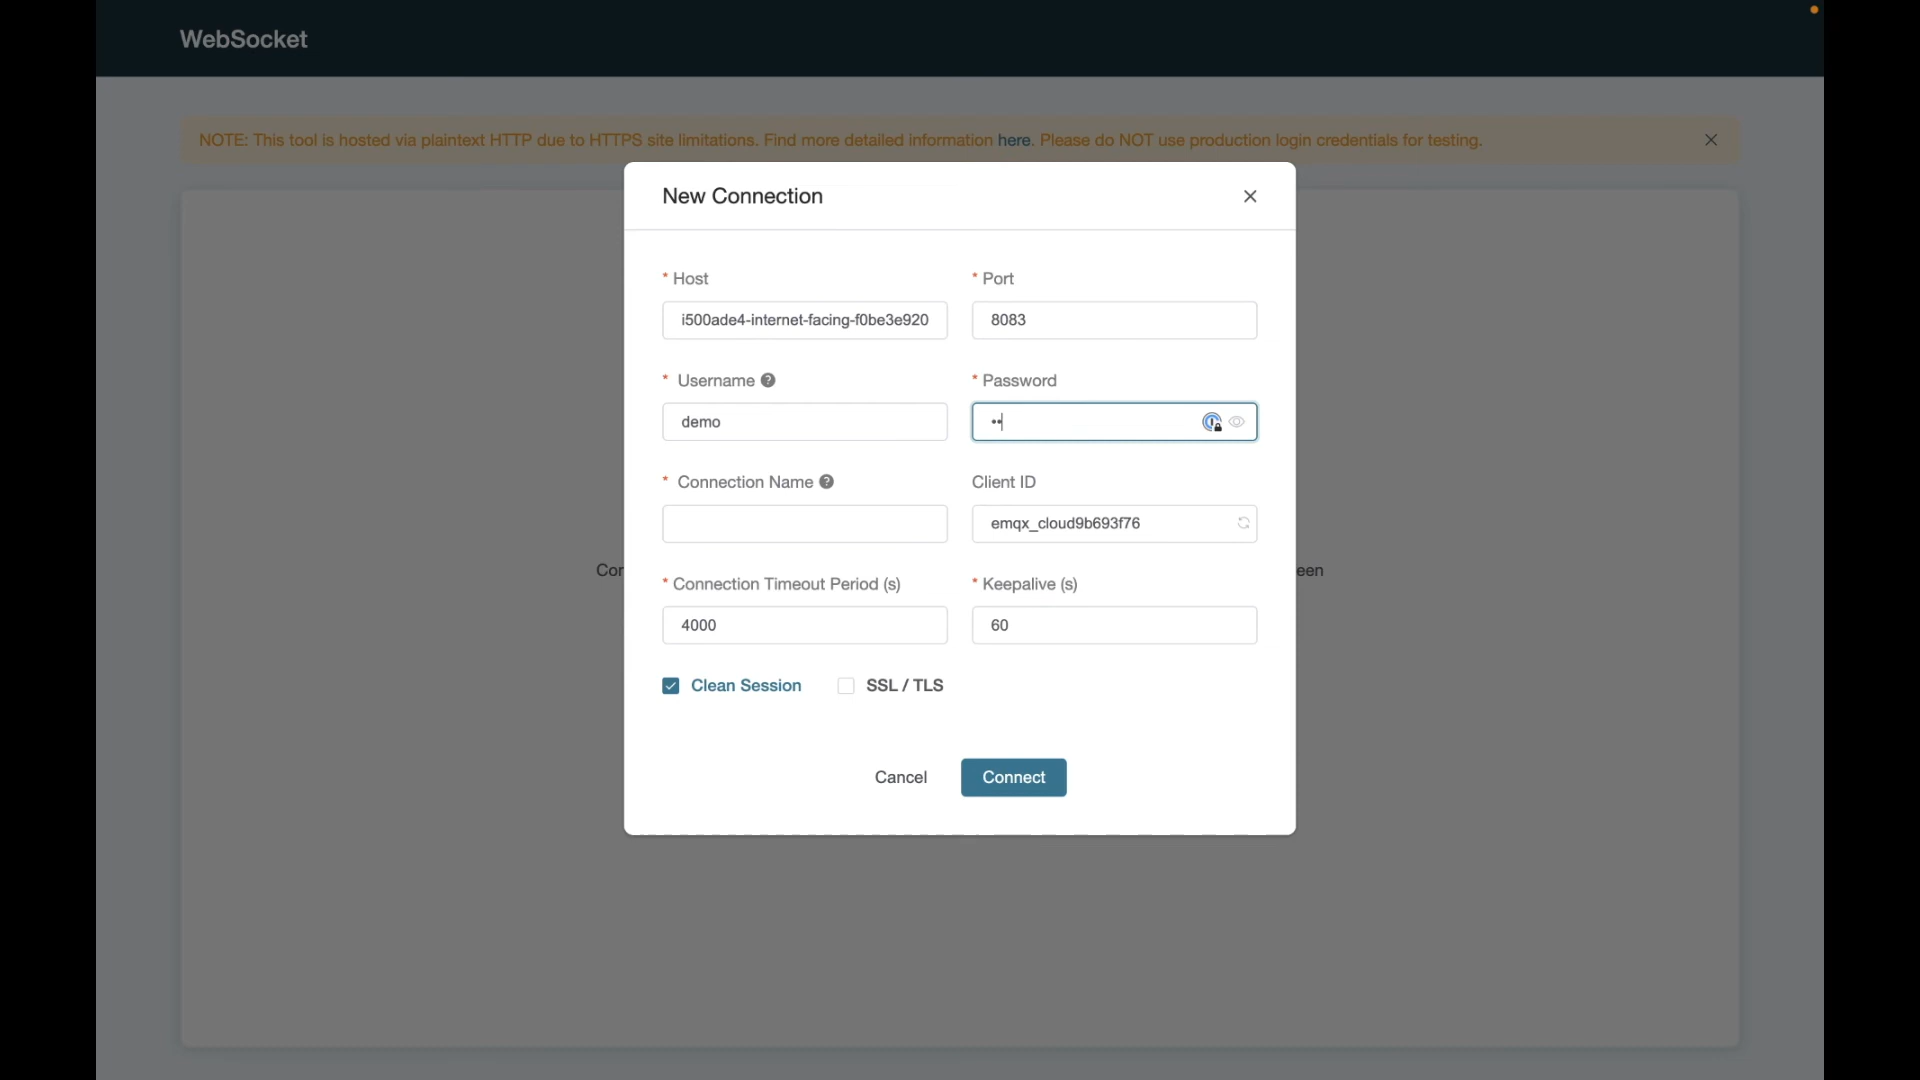 WebSocket
NOTE: This tool is hosted via plaintext HTTP due to HTTPS site limitations. Find more detailed information here. Please do NOT use production login credentials for testing.
New Connection
* Host
* Port
i500ade4-internet-facing-f0be3e920
8083
* Username
* Password
demo
••
* Connection Name
Client ID
emqx_cloud9b693f76
Cor
een
* Connection Timeout Period (s)
* Keepalive (s)
4000
60
Clean Session
SSL / TLS
Cancel
Connect